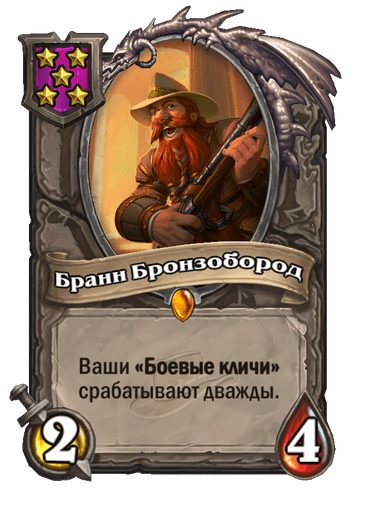 Бранн Бронзобород
Ваши «Боевые кличи»
срабатывают дважды.
2
4